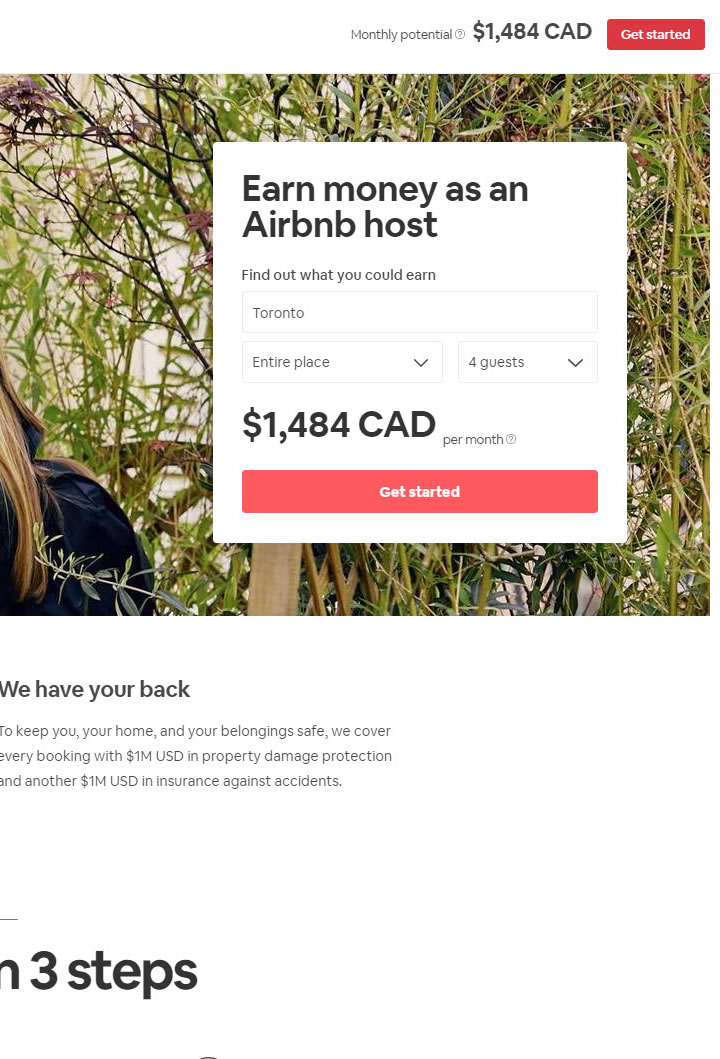 Monthly potential $1,484 CAD Get started
Earn money as an
Airbnb host
Find out what you could earn
Toronto
Entire place 4 guests
$1,484 CAD per month
Get started
We have your back
To keep you, your home, and your belongings safe, we cover
every booking with $1M USD in property damage protection
and another $1M USD in insurance against accidents.
3 steps